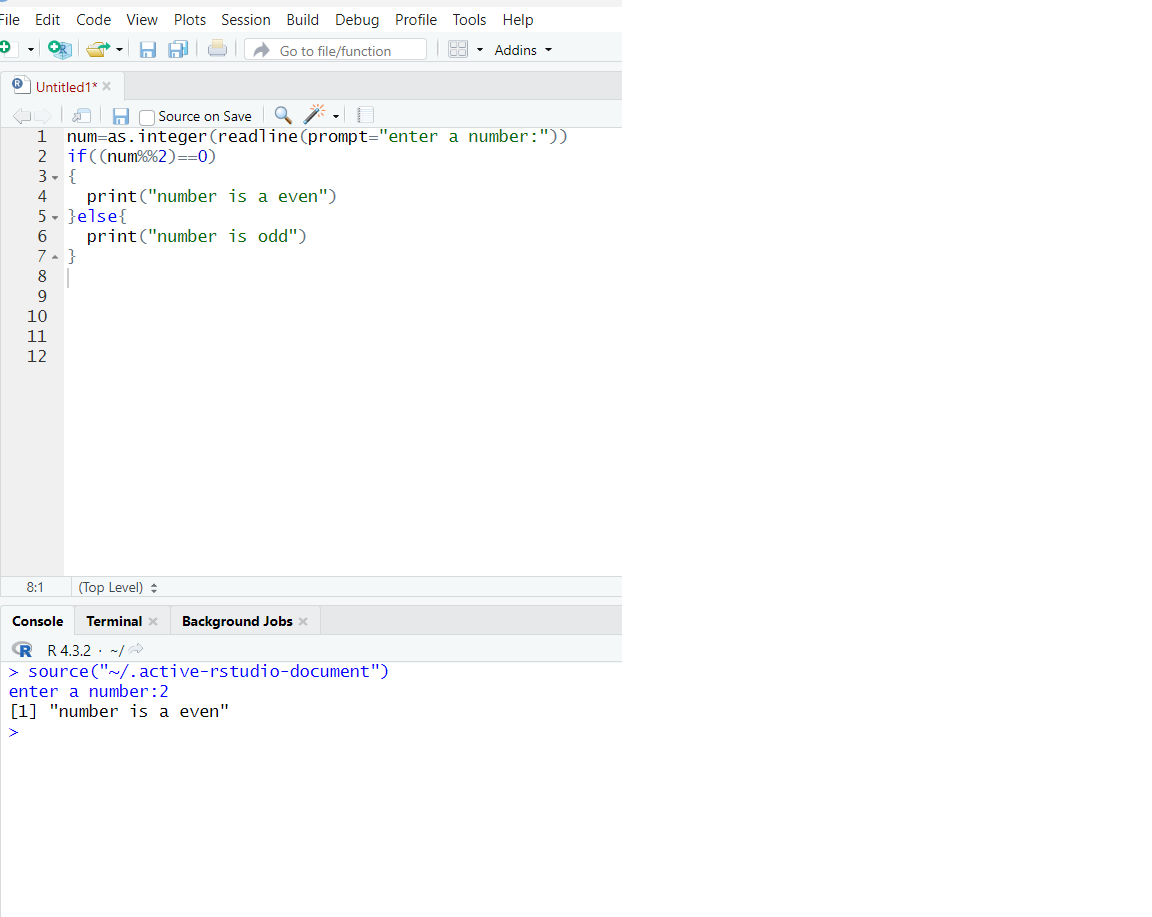 File Edit Code View Plots Session Build Debug Profile Tools Help
R Go to file/function Addins
R Untitled1* ×
Source on Save
1 num=as.integer(readline(prompt="enter a number:"))
2 if((num%%2)==0)
3 {
4 print("number is a even")
5 }else{
6 print("number is odd")
7 }
8
9
10
11
12
8:1 (Top Level)
Console Terminal × Background Jobs ×
R R 4.3.2 · ~/
> source("~/.active-rstudio-document")
enter a number:2
[1] "number is a even"
>